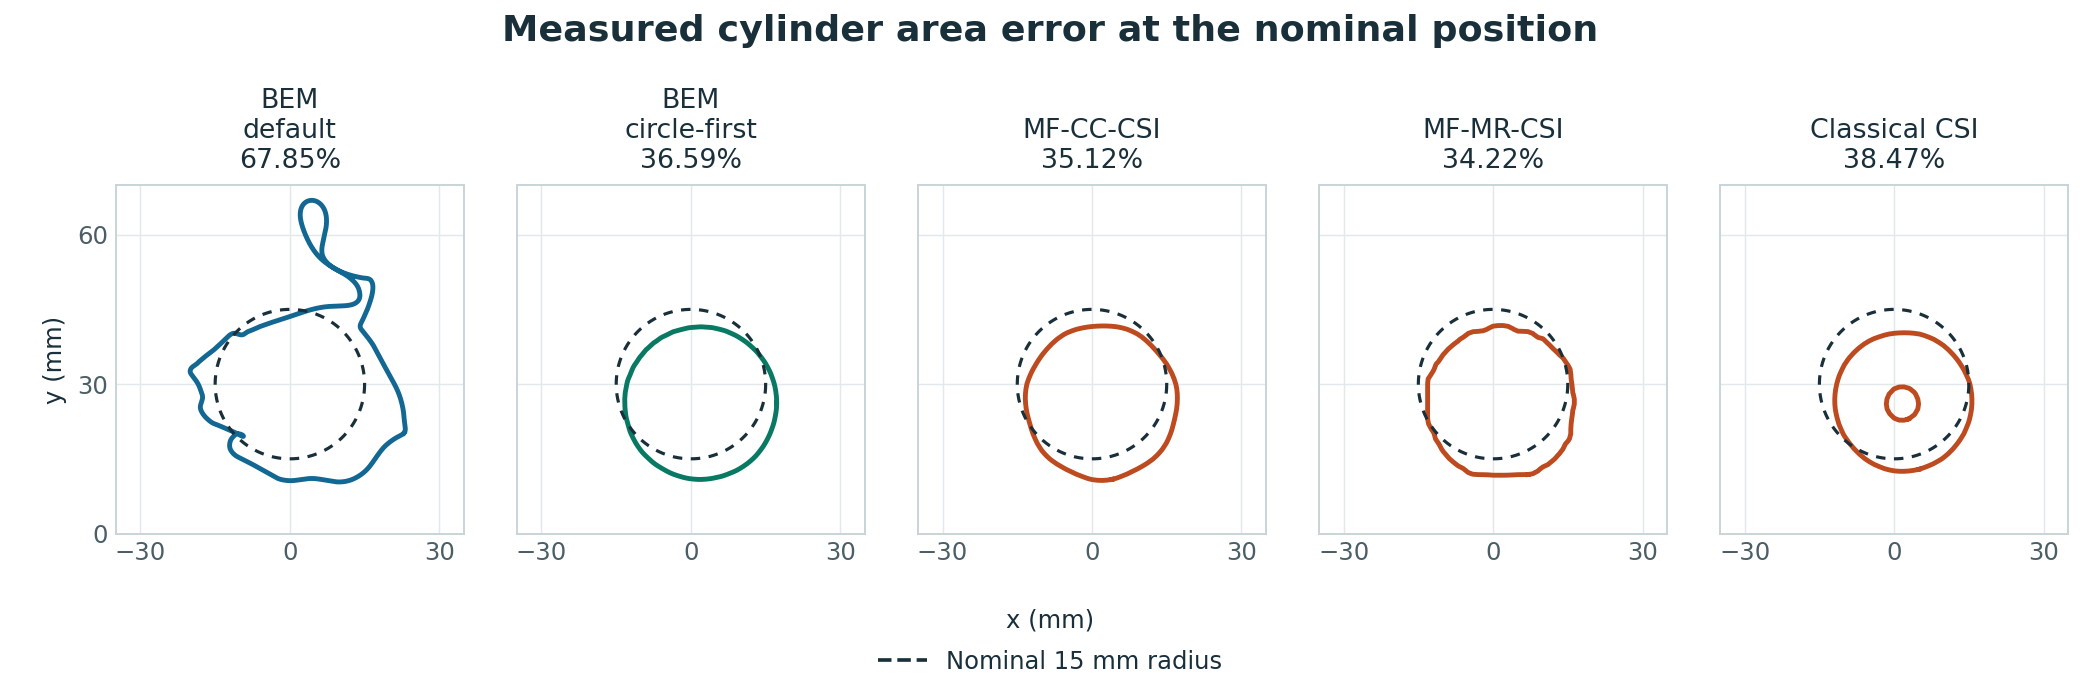 Measured cylinder area error at the nominal position
BEM
default
67.85%
BEM
circle-first
36.59%
MF-CC-CSI
35.12%
MF-MR-CSI
34.22%
Classical CSI
38.47%
y (mm)
60
30
0
−30 0 30
−30 0 30
−30 0 30
−30 0 30
−30 0 30
x (mm)
Nominal 15 mm radius